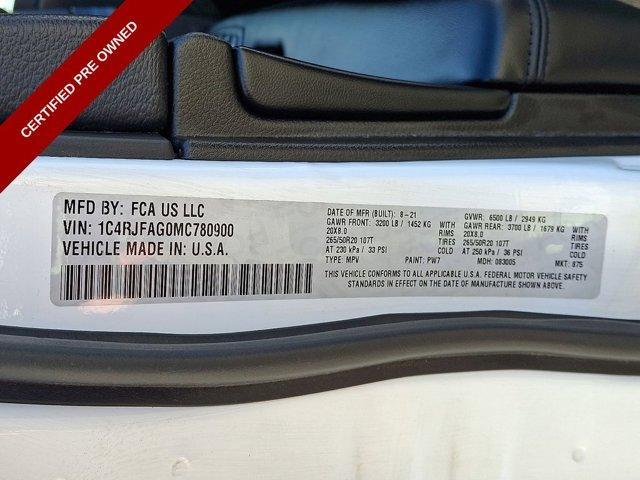 CERTIFIED PRE OWNED
MFD BY: FCA US LLC
VIN: 1C4RJFAG0MC780900
VEHICLE MADE IN: U.S.A.
DATE OF MFR (BUILT): 8-21
GAWR FRONT: 3200 LB / 1452 KG WITH
20X8.0 RIMS
265/50R20 107T TIRES
AT 230 kPa / 33 PSI COLD
TYPE: MPV PAINT: PW7
GVWR: 6500 LB / 2949 KG
GAWR REAR: 3700 LB / 1679 KG WITH
20X8.0 RIMS
265/50R20 107T TIRES
AT 250 kPa / 36 PSI COLD
MDH: 083005 MKT: 875
THIS VEHICLE CONFORMS TO ALL APPLICABLE U.S.A. FEDERAL MOTOR VEHICLE SAFETY
STANDARDS IN EFFECT ON THE DATE OF MANUFACTURE SHOWN ABOVE.